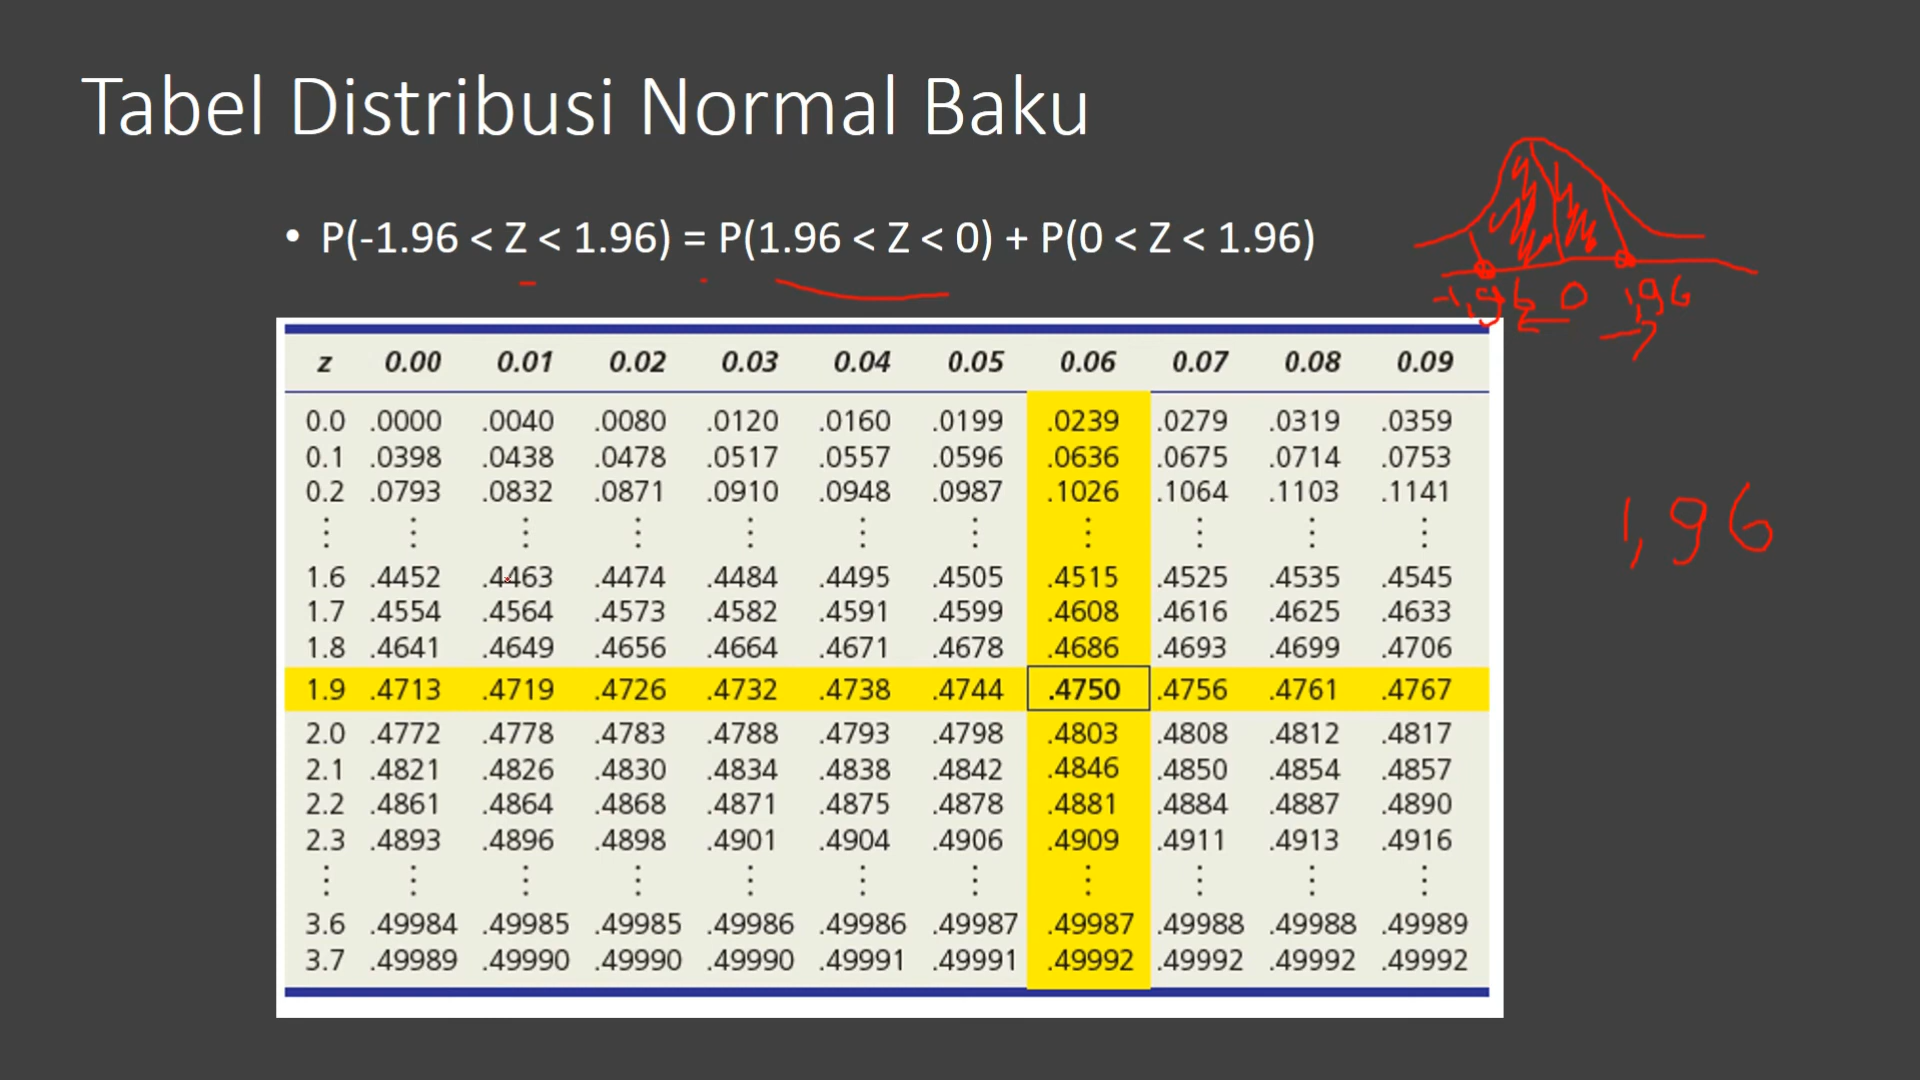 Tabel Distribusi Normal Baku
• P(-1.96 < Z < 1.96) = P(1.96 < Z < 0) + P(0 < Z < 1.96)
-1,96 0 1,96
z 0.00 0.01 0.02 0.03 0.04 0.05 0.06 0.07 0.08 0.09
0.0 .0000 .0040 .0080 .0120 .0160 .0199 .0239 .0279 .0319 .0359
0.1 .0398 .0438 .0478 .0517 .0557 .0596 .0636 .0675 .0714 .0753
0.2 .0793 .0832 .0871 .0910 .0948 .0987 .1026 .1064 .1103 .1141
⋮ ⋮ ⋮ ⋮ ⋮ ⋮ ⋮ ⋮ ⋮ ⋮ ⋮
1,96
1.6 .4452 .4463 .4474 .4484 .4495 .4505 .4515 .4525 .4535 .4545
1.7 .4554 .4564 .4573 .4582 .4591 .4599 .4608 .4616 .4625 .4633
1.8 .4641 .4649 .4656 .4664 .4671 .4678 .4686 .4693 .4699 .4706
1.9 .4713 .4719 .4726 .4732 .4738 .4744 .4750 .4756 .4761 .4767
2.0 .4772 .4778 .4783 .4788 .4793 .4798 .4803 .4808 .4812 .4817
2.1 .4821 .4826 .4830 .4834 .4838 .4842 .4846 .4850 .4854 .4857
2.2 .4861 .4864 .4868 .4871 .4875 .4878 .4881 .4884 .4887 .4890
2.3 .4893 .4896 .4898 .4901 .4904 .4906 .4909 .4911 .4913 .4916
⋮ ⋮ ⋮ ⋮ ⋮ ⋮ ⋮ ⋮ ⋮ ⋮ ⋮
3.6 .49984 .49985 .49985 .49986 .49986 .49987 .49987 .49988 .49988 .49989
3.7 .49989 .49990 .49990 .49990 .49991 .49991 .49992 .49992 .49992 .49992